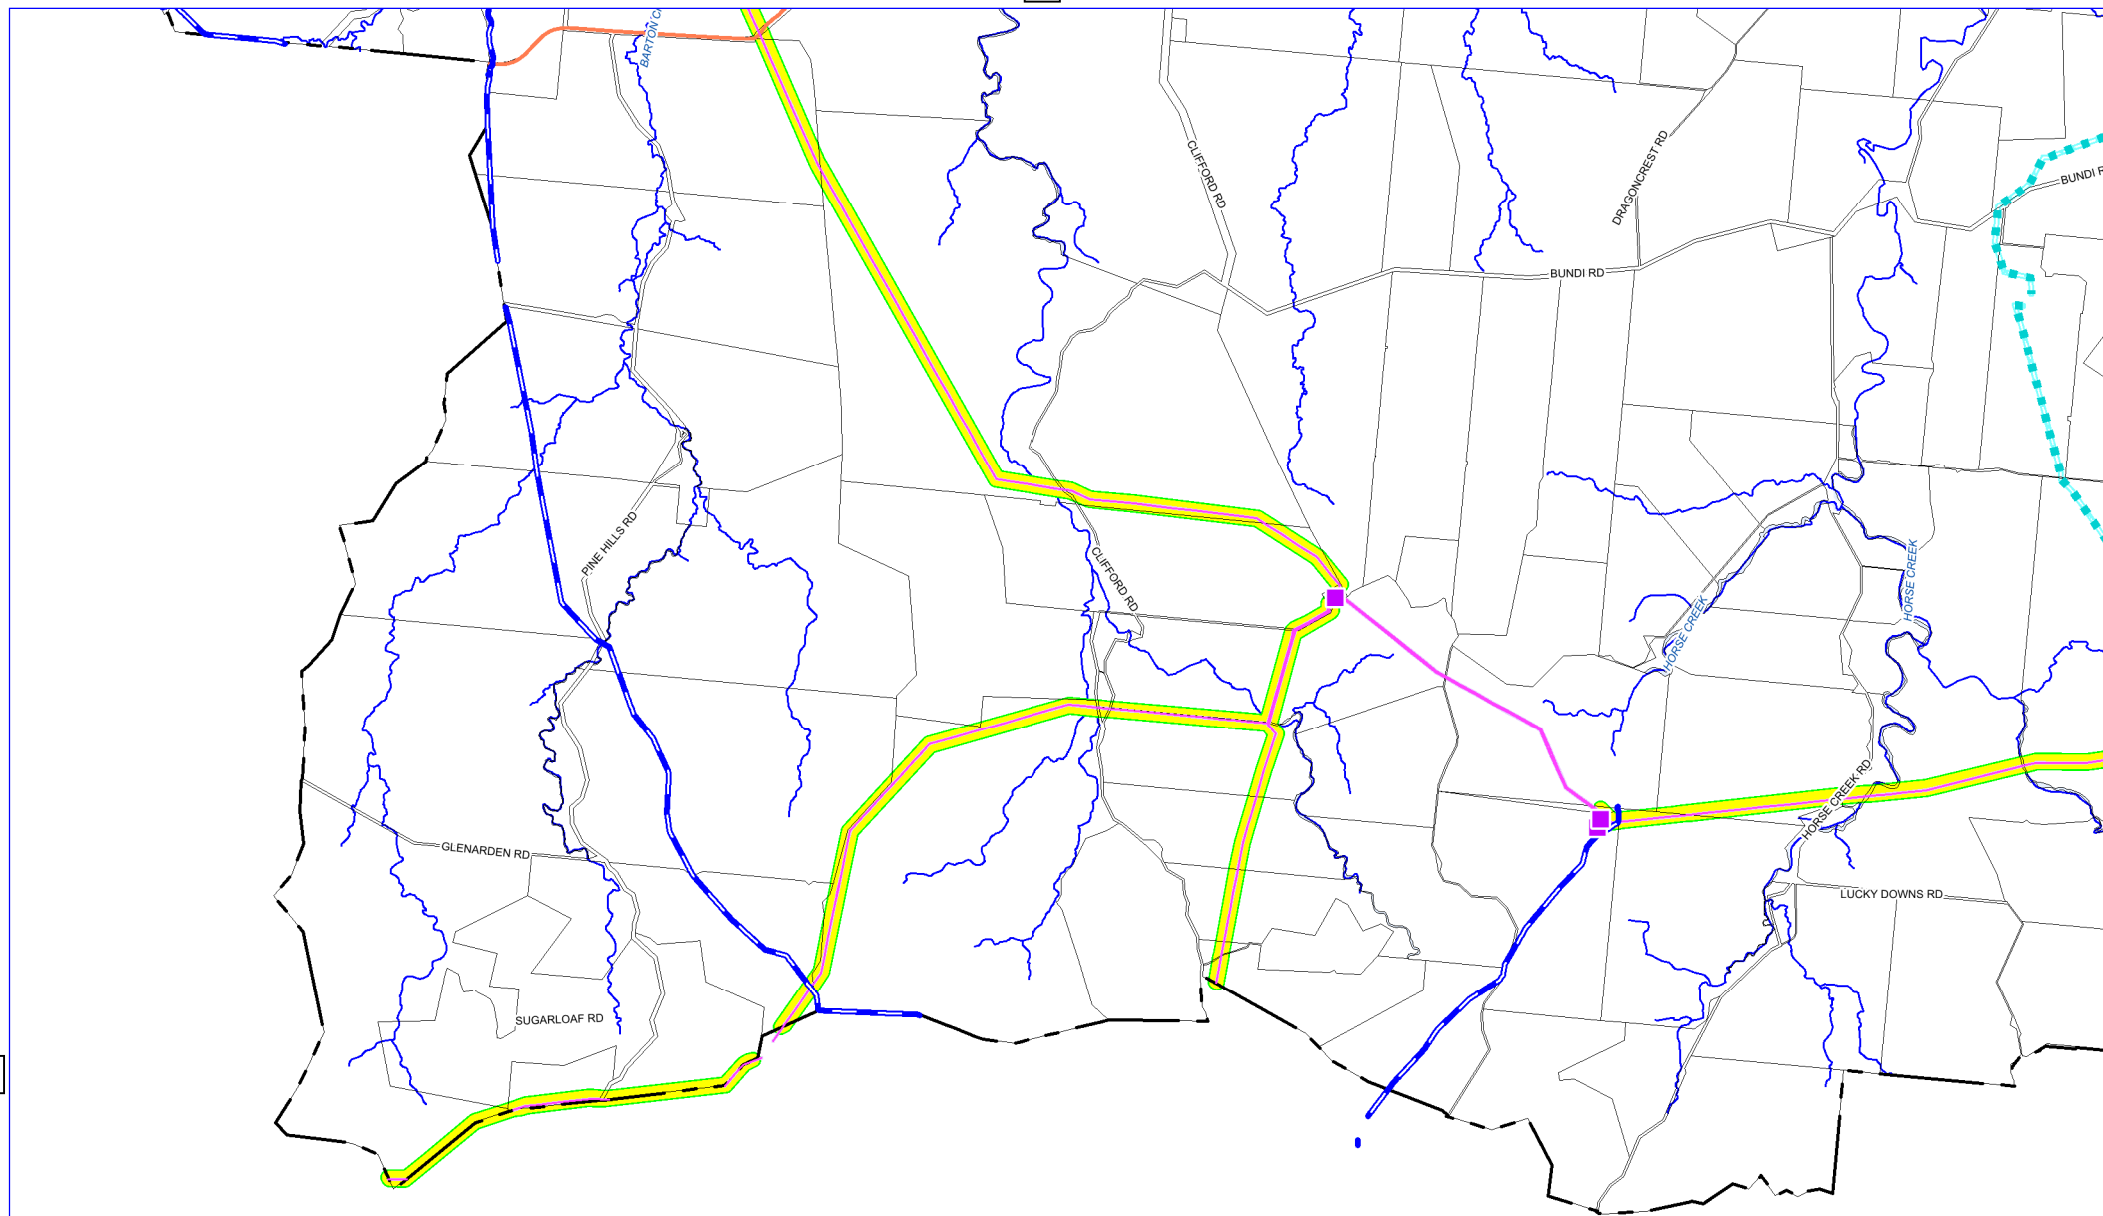 BARTON C
CLIFFORD RD
DRAGONCREST RD
BUNDI R
BUNDI RD
PINE HILLS RD
CLIFFORD RD
HORSE CREEK
HORSE CREEK
HORSE CREEK RD
GLENARDEN RD
LUCKY DOWNS RD
SUGARLOAF RD